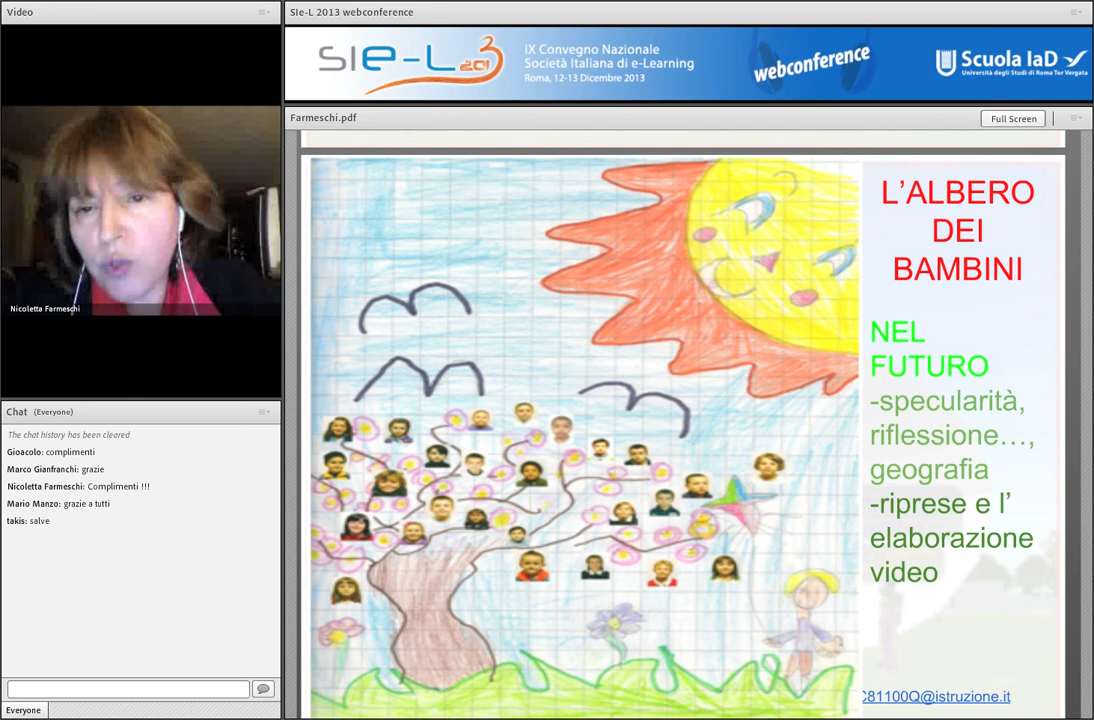 Video
Nicoletta Farmeschi
Chat (Everyone)
The chat history has been cleared
Gioacolo: complimenti
Marco Gianfranchi: grazie
Nicoletta Farmeschi: Complimenti !!!
Mario Manzo: grazie a tutti
takis: salve
Everyone
SIe-L 2013 webconference
SIe-L 2013
IX Convegno Nazionale
Società Italiana di e-Learning
Roma, 12-13 Dicembre 2013
webconference
Scuola IaD
Università degli Studi di Roma Tor Vergata
Farmeschi.pdf
Full Screen
L’ALBERO
DEI
BAMBINI
NEL
FUTURO
-specularità,
riflessione…,
geografia
-riprese e l’
elaborazione
video
C81100Q@istruzione.it